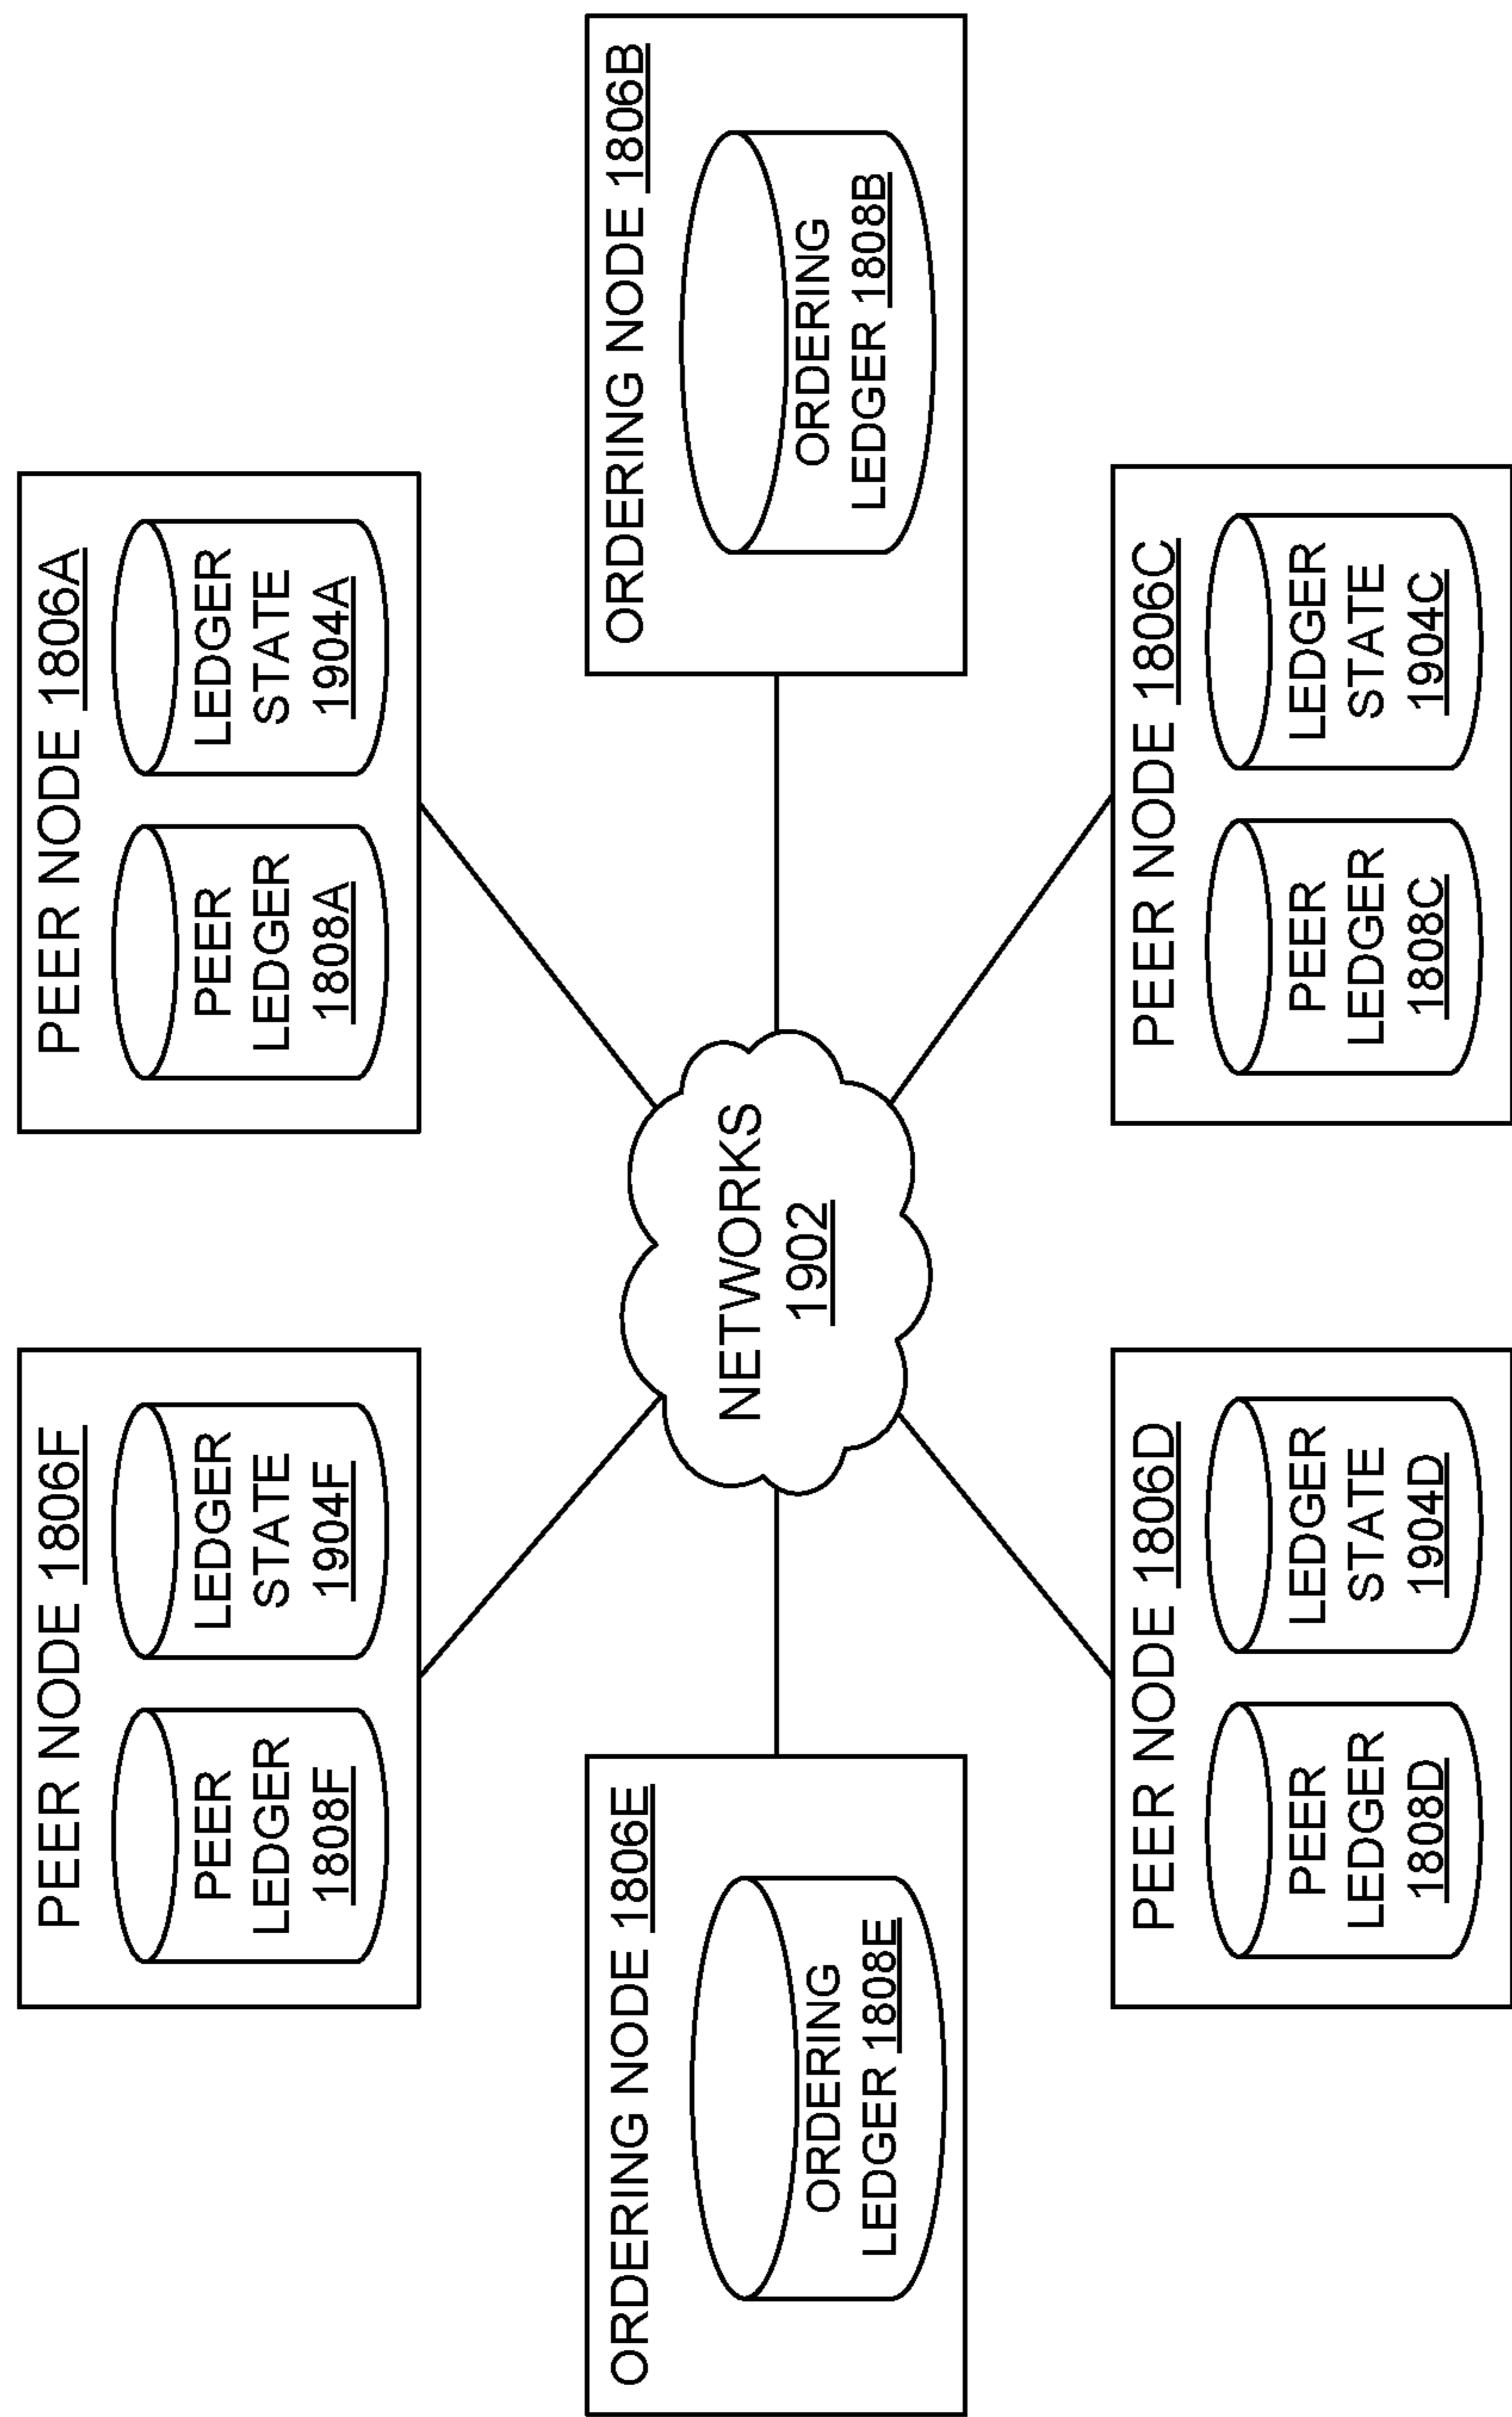 PEER NODE 1806F
PEER
LEDGER
1808F
LEDGER
STATE
1904F
PEER NODE 1806A
PEER
LEDGER
1808A
LEDGER
STATE
1904A
ORDERING NODE 1806E
ORDERING
LEDGER 1808E
NETWORKS
1902
ORDERING NODE 1806B
ORDERING
LEDGER 1808B
PEER NODE 1806D
PEER
LEDGER
1808D
LEDGER
STATE
1904D
PEER NODE 1806C
PEER
LEDGER
1808C
LEDGER
STATE
1904C